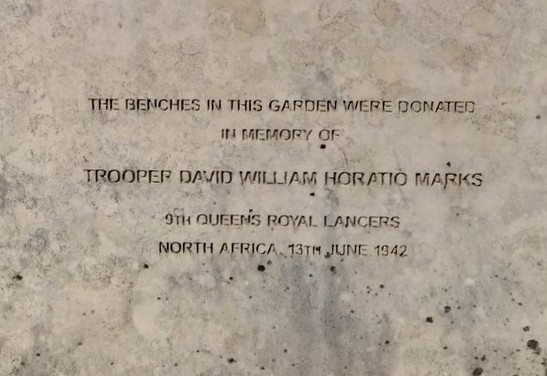 THE BENCHES IN THIS GARDEN WERE DONATED
IN MEMORY OF
TROOPER DAVID WILLIAM HORATIO MARKS
9TH QUEENS ROYAL LANCERS
NORTH AFRICA, 13TH JUNE 1942